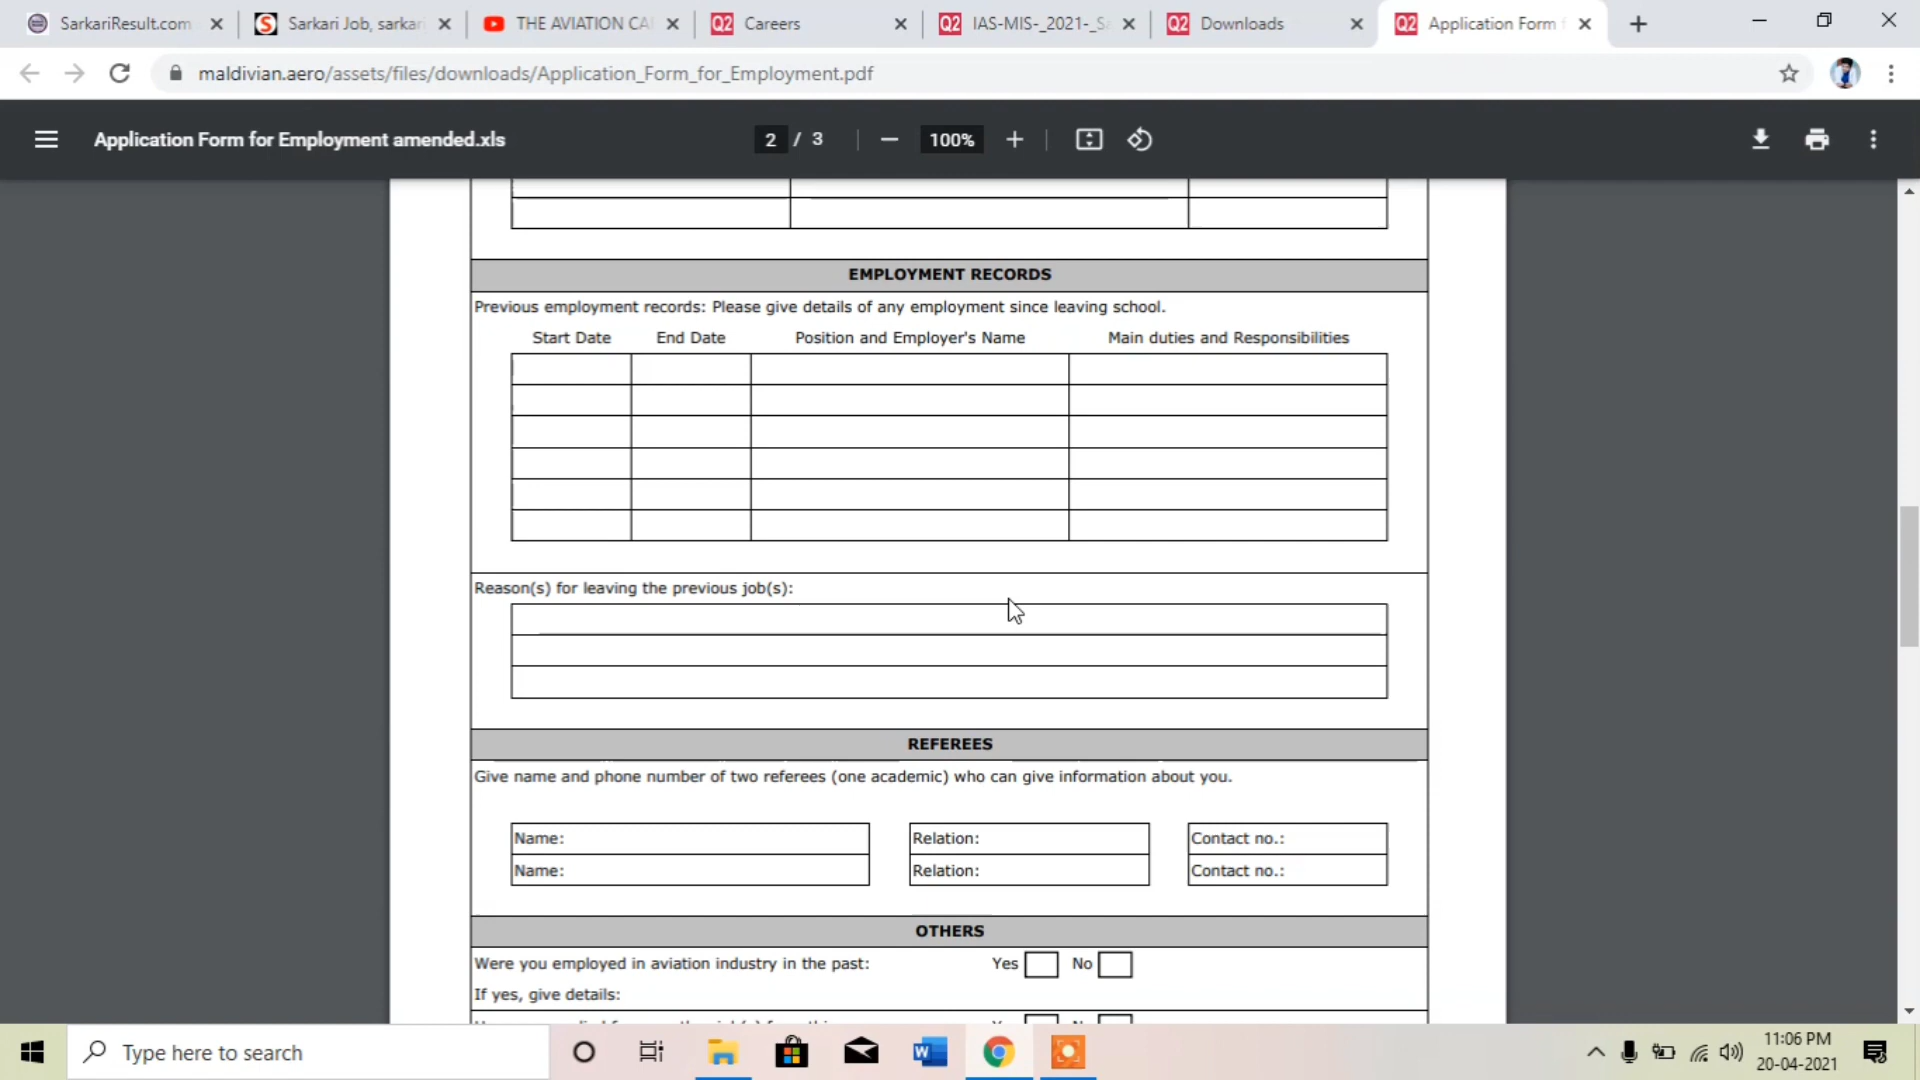 SarkariResult.com
Sarkari Job, sarkar
THE AVIATION CA
Q2 Careers
Q2 IAS-MIS-_2021-_S
Q2 Downloads
Q2 Application Form f
maldivian.aero/assets/files/downloads/Application_Form_for_Employment.pdf
Application Form for Employment amended.xls
2 / 3
100%
EMPLOYMENT RECORDS
Previous employment records: Please give details of any employment since leaving school.
Start Date End Date Position and Employer's Name Main duties and Responsibilities
Reason(s) for leaving the previous job(s):
REFEREES
Give name and phone number of two referees (one academic) who can give information about you.
Name: Relation: Contact no.:
Name: Relation: Contact no.:
OTHERS
Were you employed in aviation industry in the past: Yes No
If yes, give details:
Type here to search
11:06 PM
20-04-2021